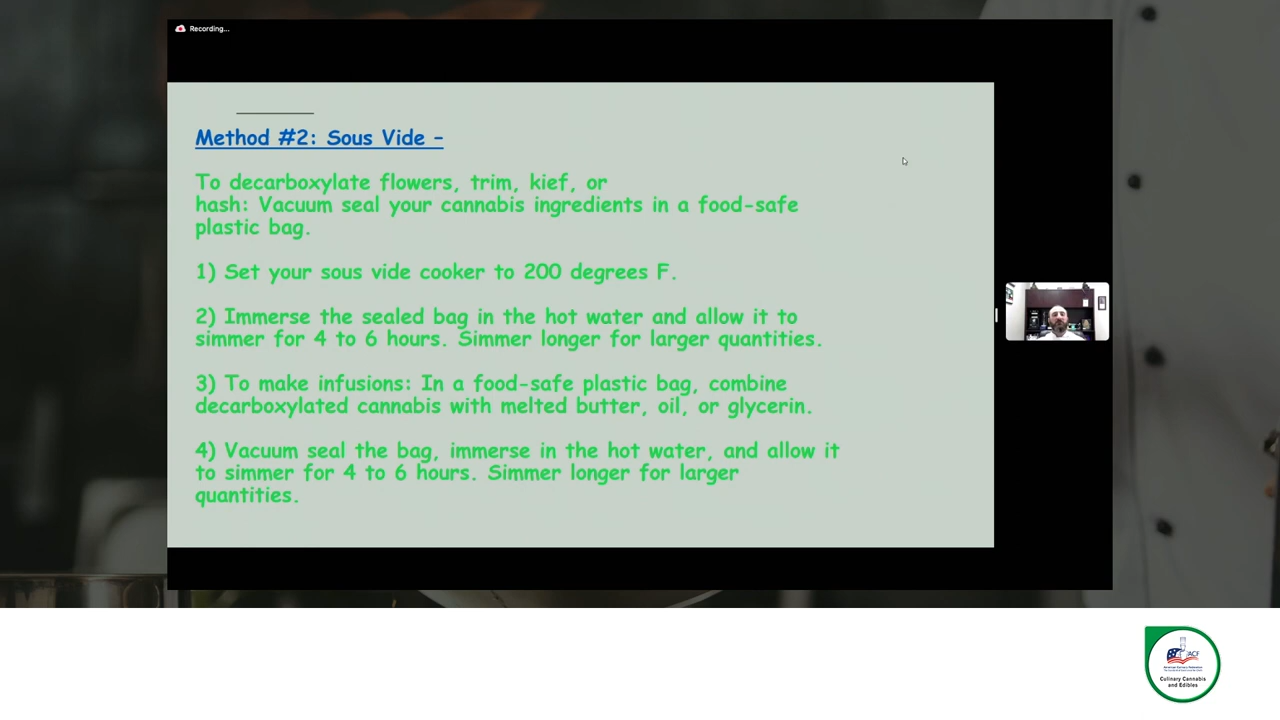 Recording...
Method #2: Sous Vide –
To decarboxylate flowers, trim, kief, or
hash: Vacuum seal your cannabis ingredients in a food-safe
plastic bag.
1) Set your sous vide cooker to 200 degrees F.
2) Immerse the sealed bag in the hot water and allow it to
simmer for 4 to 6 hours. Simmer longer for larger quantities.
3) To make infusions: In a food-safe plastic bag, combine
decarboxylated cannabis with melted butter, oil, or glycerin.
4) Vacuum seal the bag, immerse in the hot water, and allow it
to simmer for 4 to 6 hours. Simmer longer for larger
quantities.
ACF
American Culinary Federation
Culinary Cannabis
and Edibles